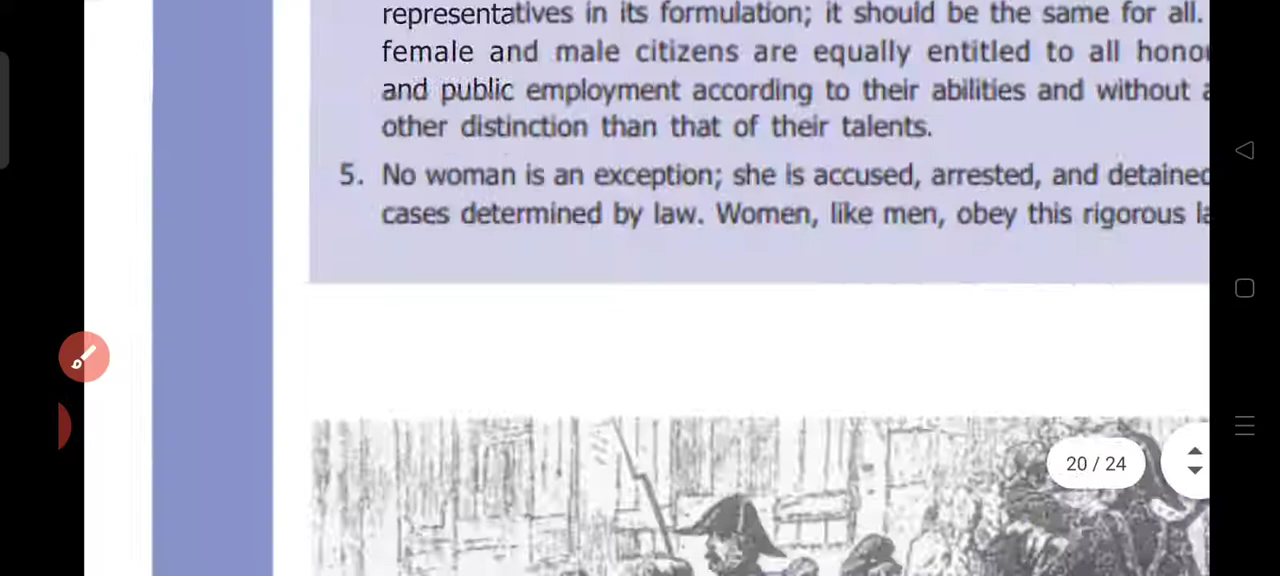 representatives in its formulation; it should be the same for all.
female and male citizens are equally entitled to all hono
and public employment according to their abilities and without a
other distinction than that of their talents.
5. No woman is an exception; she is accused, arrested, and detained
cases determined by law. Women, like men, obey this rigorous la
20 / 24